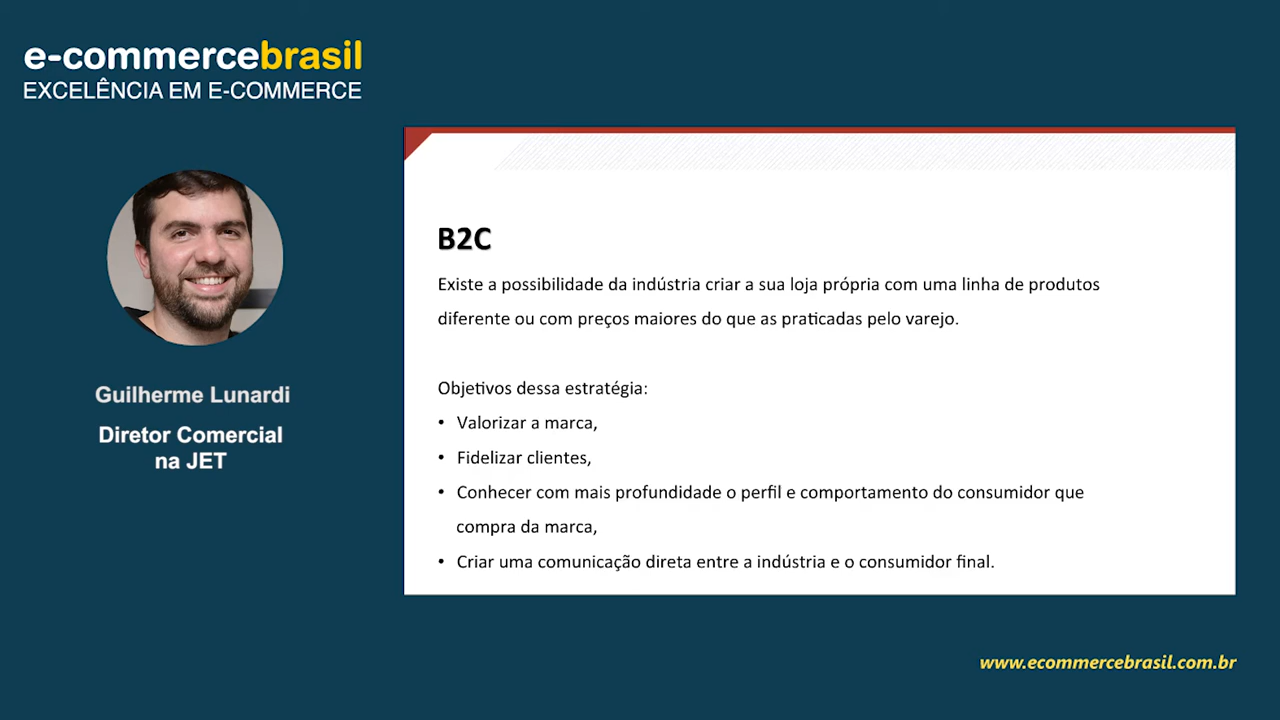 e-commercebrasil
EXCELÊNCIA EM E-COMMERCE
Guilherme Lunardi
Diretor Comercial
na JET
B2C
Existe a possibilidade da indústria criar a sua loja própria com uma linha de produtos
diferente ou com preços maiores do que as praticadas pelo varejo.
Objetivos dessa estratégia:
• Valorizar a marca,
• Fidelizar clientes,
• Conhecer com mais profundidade o perfil e comportamento do consumidor que
compra da marca,
• Criar uma comunicação direta entre a indústria e o consumidor final.
www.ecommercebrasil.com.br